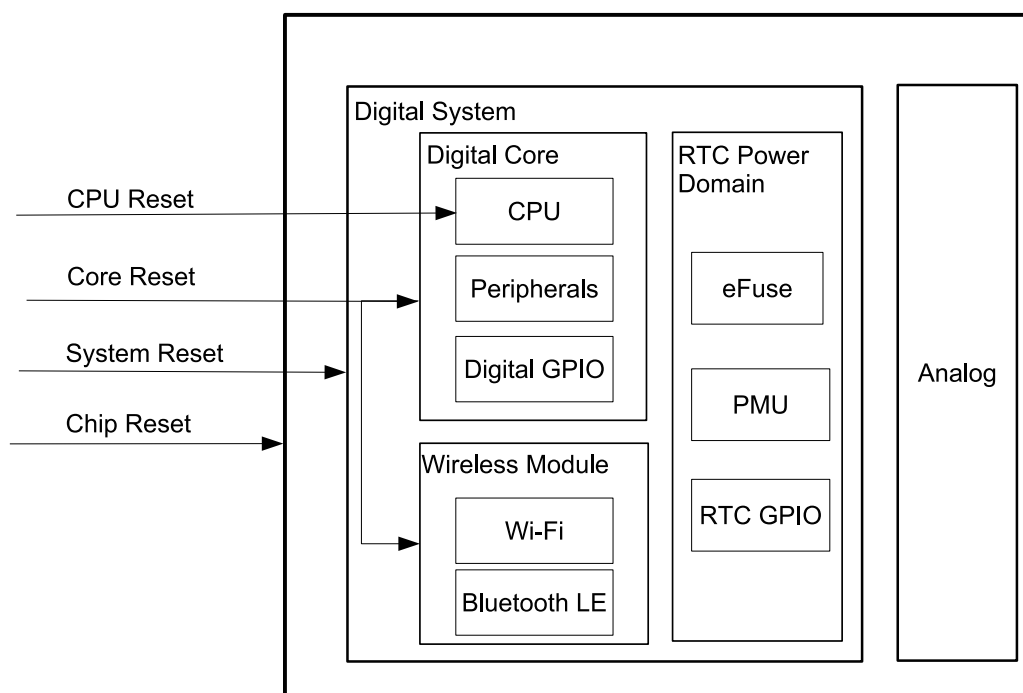 Digital System
Digital Core
RTC Power
Domain
CPU Reset
CPU
Core Reset
Peripherals
eFuse
System Reset
Digital GPIO
Analog
Chip Reset
PMU
Wireless Module
Wi-Fi
RTC GPIO
Bluetooth LE